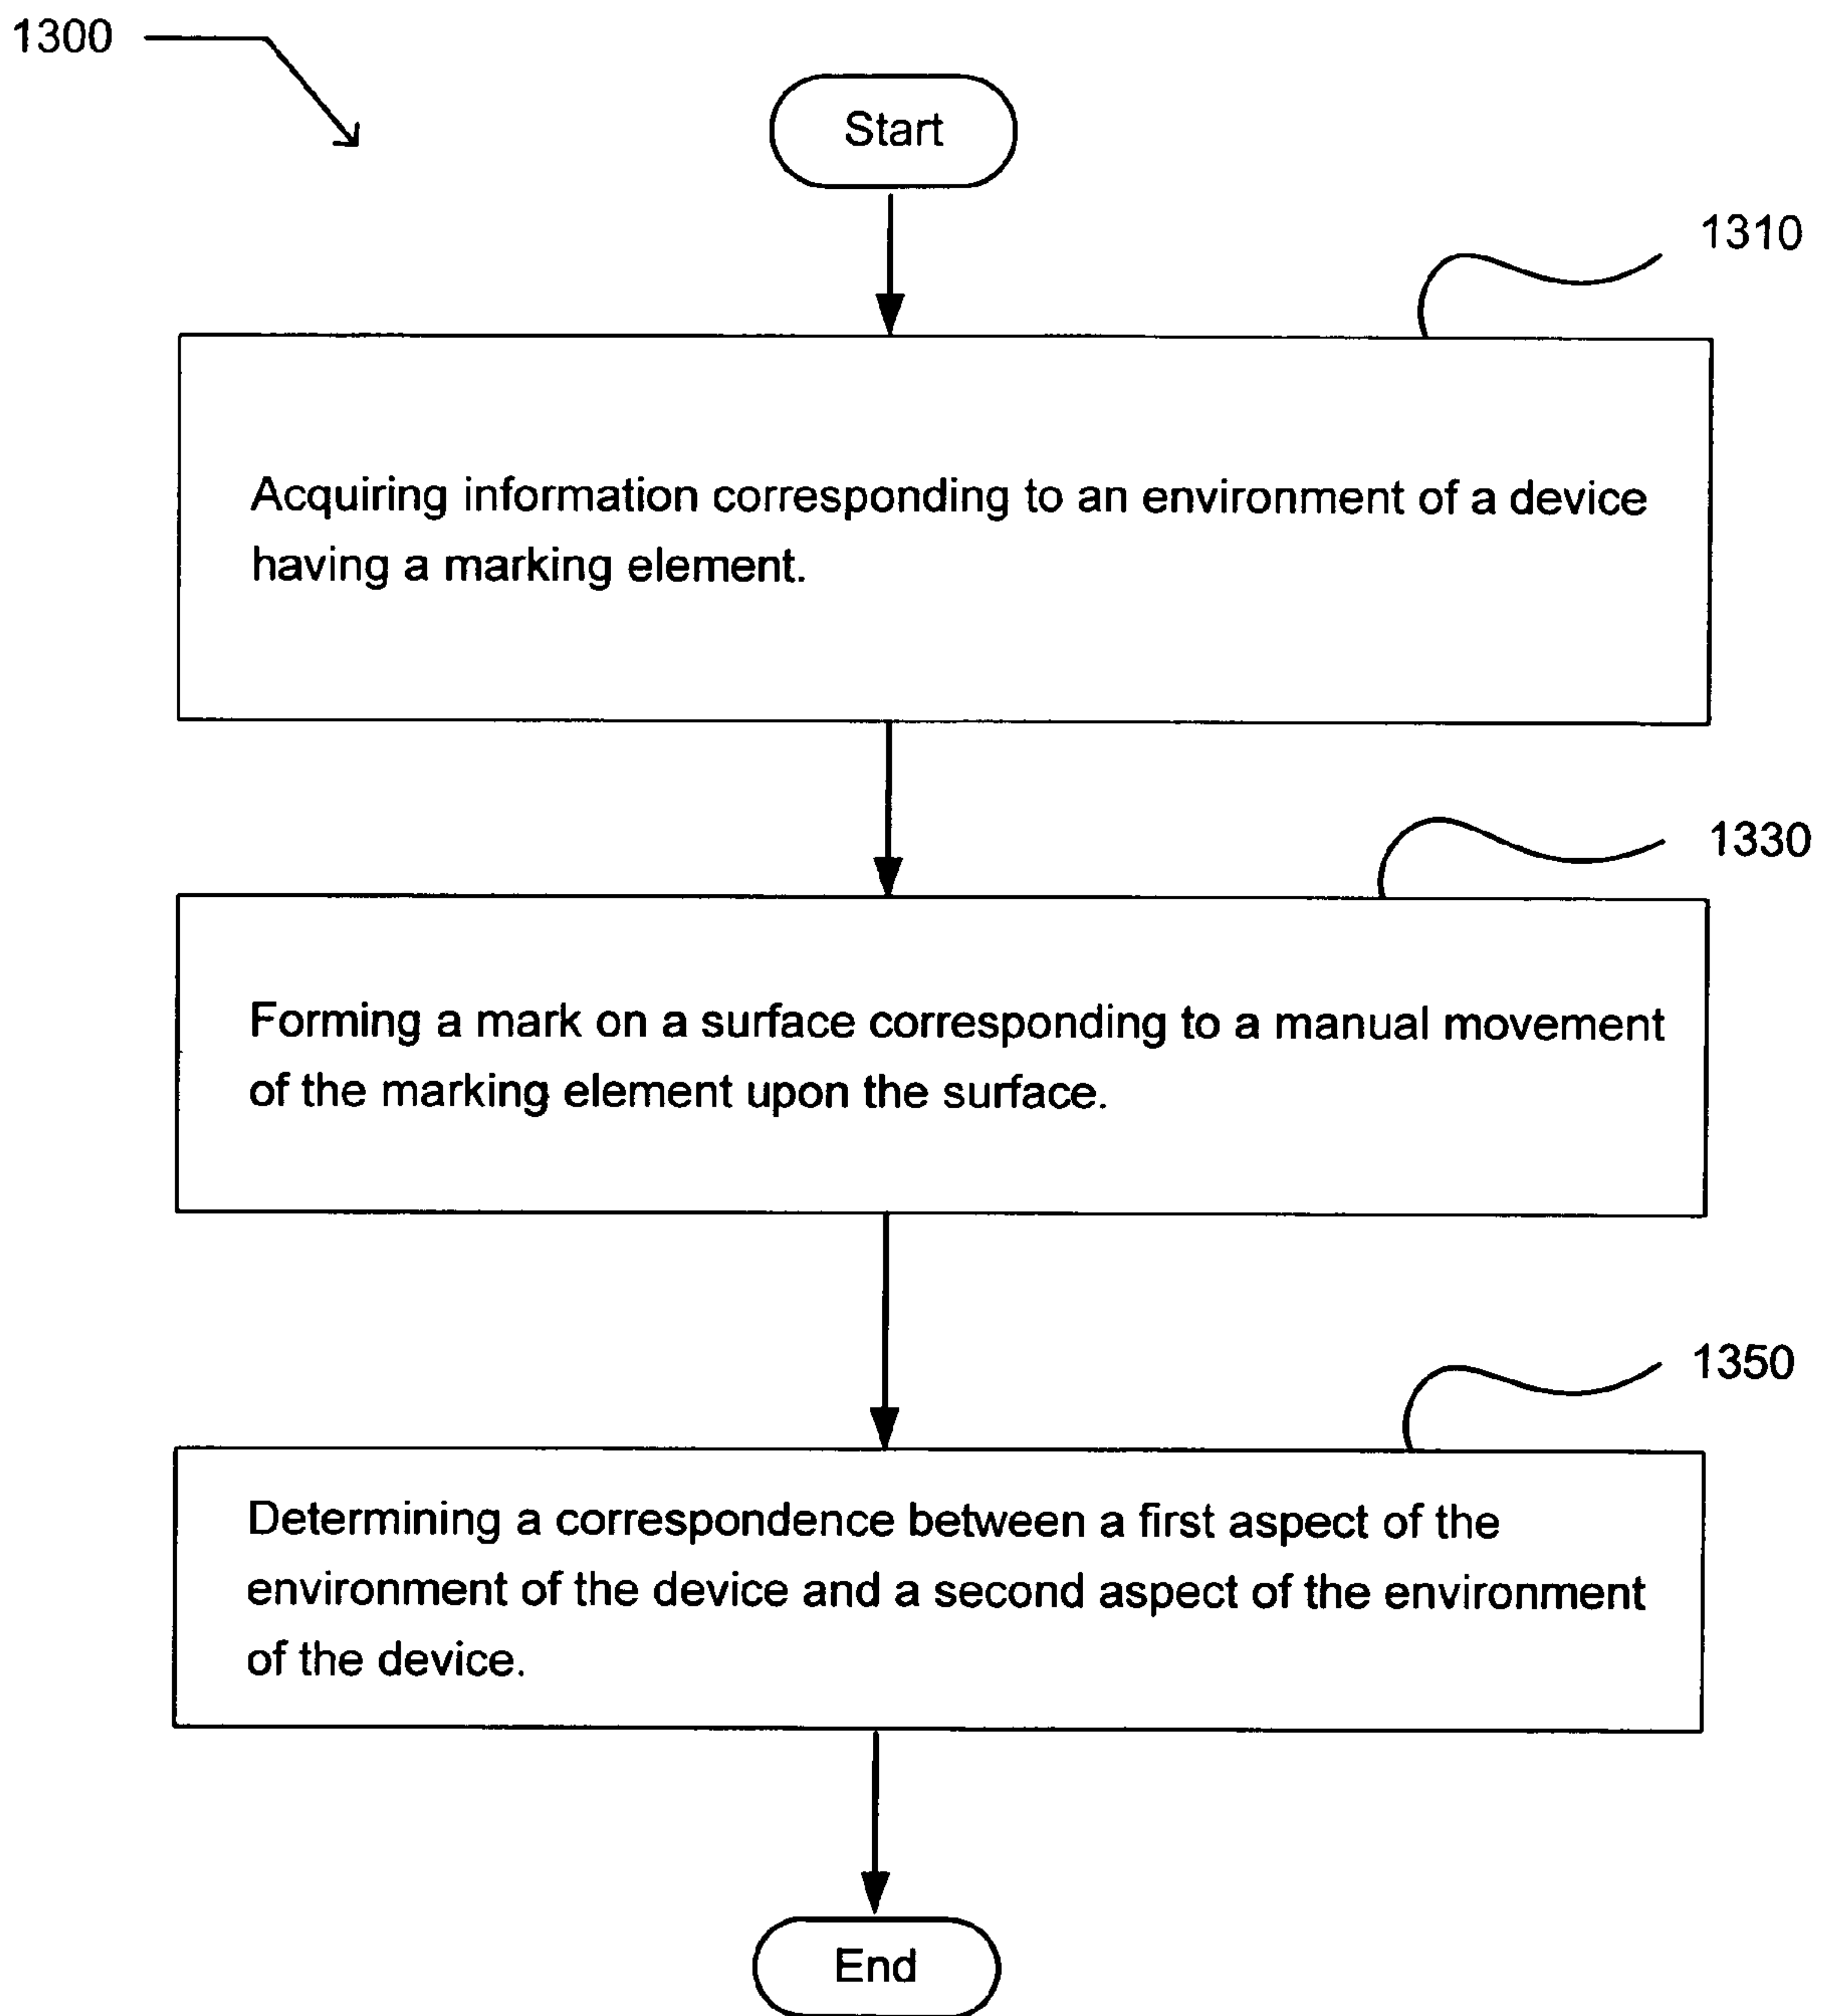 1300
Start
1310
Acquiring information corresponding to an environment of a device
having a marking element.
1330
Forming a mark on a surface corresponding to a manual movement
of the marking element upon the surface.
1350
Determining a correspondence between a first aspect of the
environment of the device and a second aspect of the environment
of the device.
End